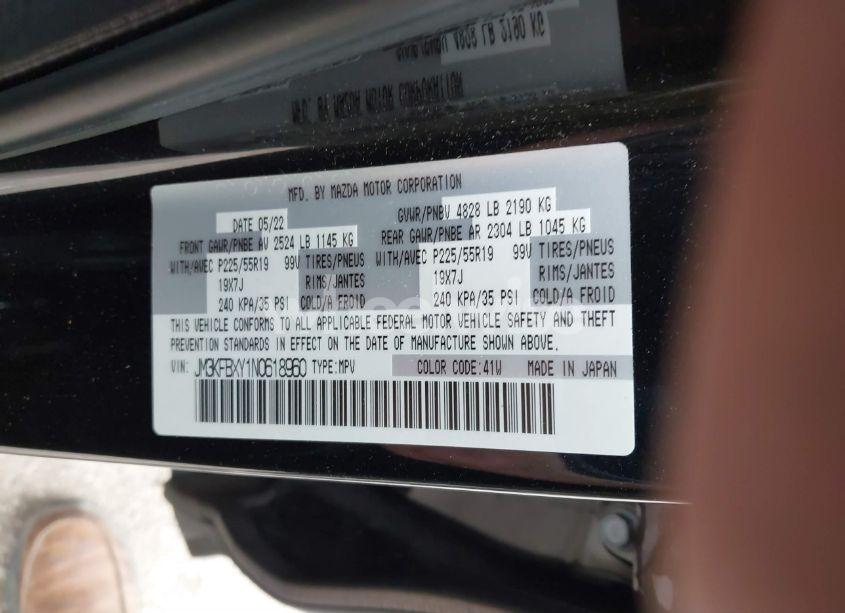 MFD. BY MAZDA MOTOR CORPORATION
DATE 05/22 GVWR/PNBV 4828 LB 2190 KG
FRONT GAWR/PNBE AV 2524 LB 1145 KG REAR GAWR/PNBE AR 2304 LB 1045 KG
WITH/AVEC P225/55R19 99V TIRES/PNEUS WITH/AVEC P225/55R19 99V TIRES/PNEUS
19X7J RIMS/JANTES 19X7J RIMS/JANTES
240 KPA/35 PSI COLD/A FROID 240 KPA/35 PSI COLD/A FROID
THIS VEHICLE CONFORMS TO ALL APPLICABLE FEDERAL MOTOR VEHICLE SAFETY AND THEFT
PREVENTION STANDARDS IN EFFECT ON THE DATE OF MANUFACTURE SHOWN ABOVE.
VIN: JM3KFBXY1N0618960 TYPE:MPV COLOR CODE:41W MADE IN JAPAN